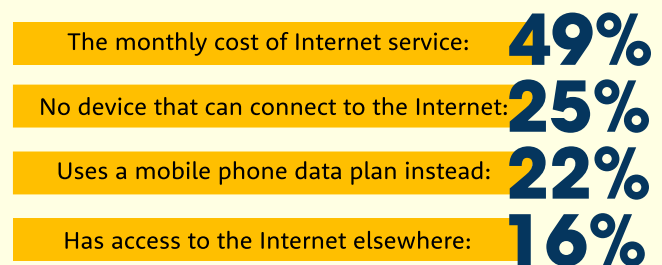 The monthly cost of Internet service: 49%
No device that can connect to the Internet: 25%
Uses a mobile phone data plan instead: 22%
Has access to the Internet elsewhere: 16%